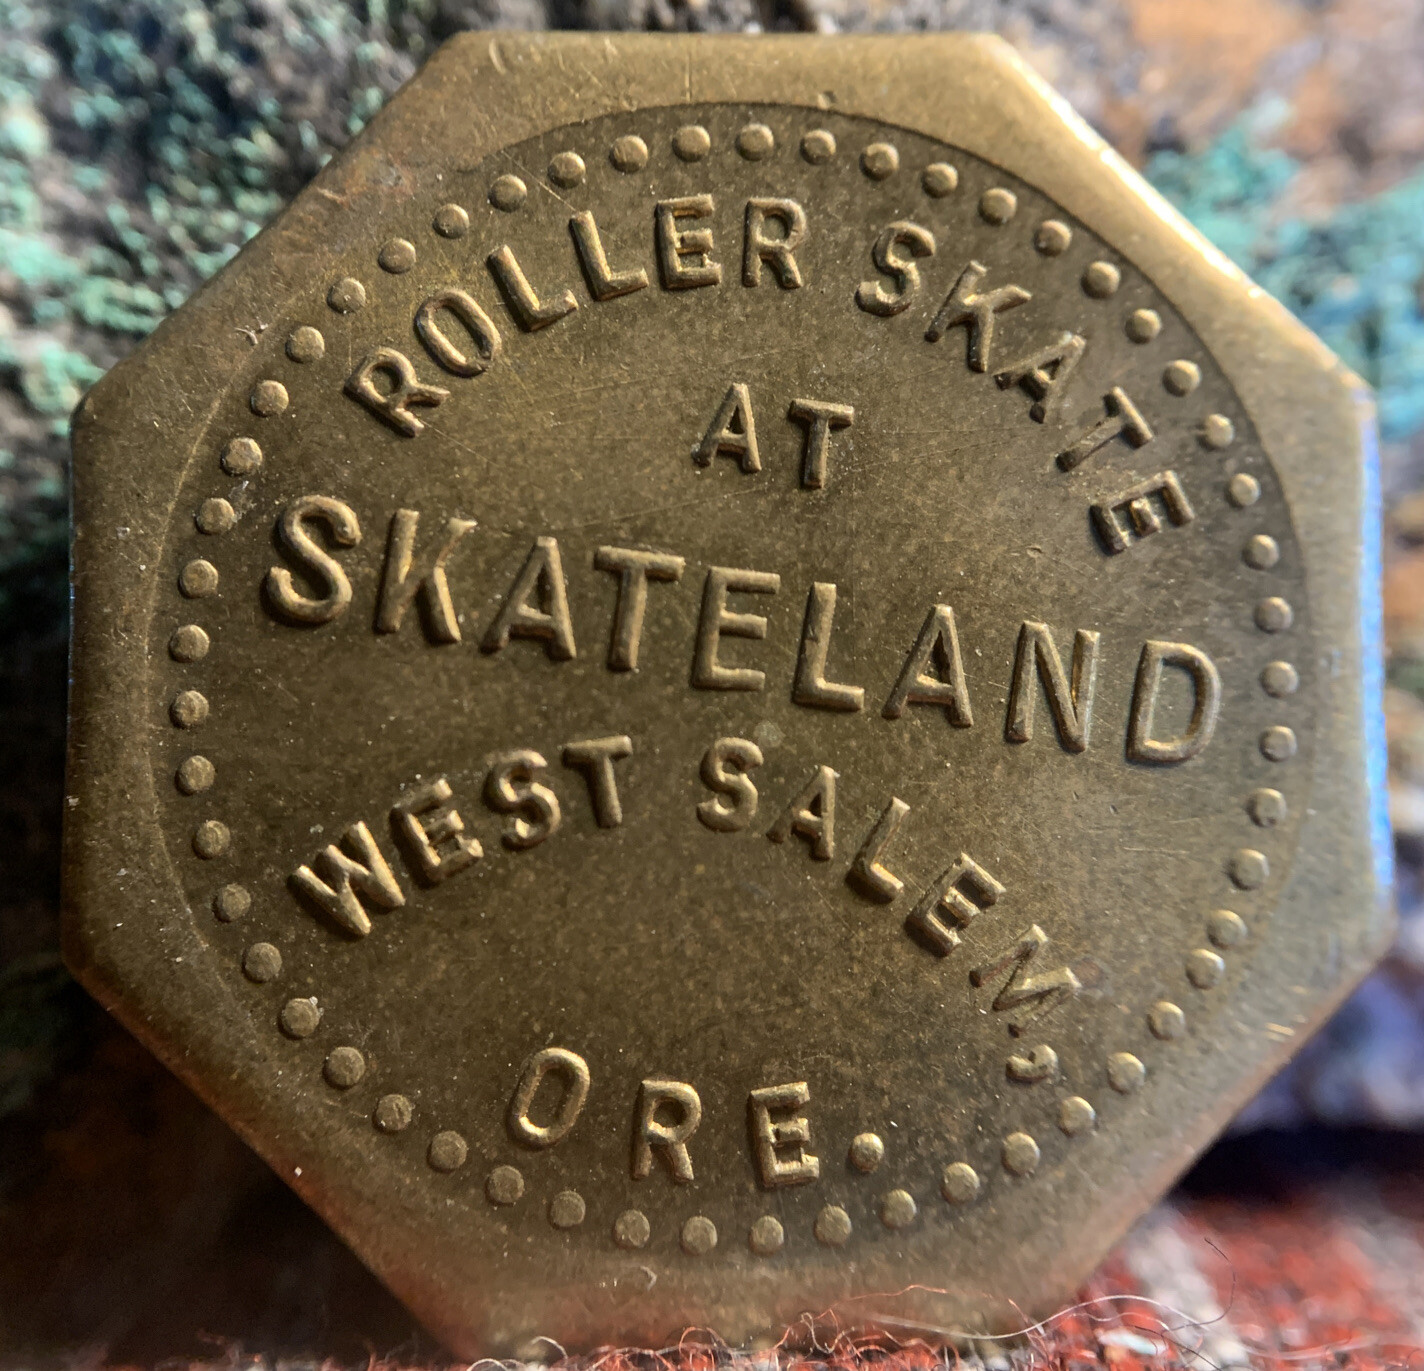 ROLLER SKATE
AT
SKATELAND
WEST SALEM,
ORE.